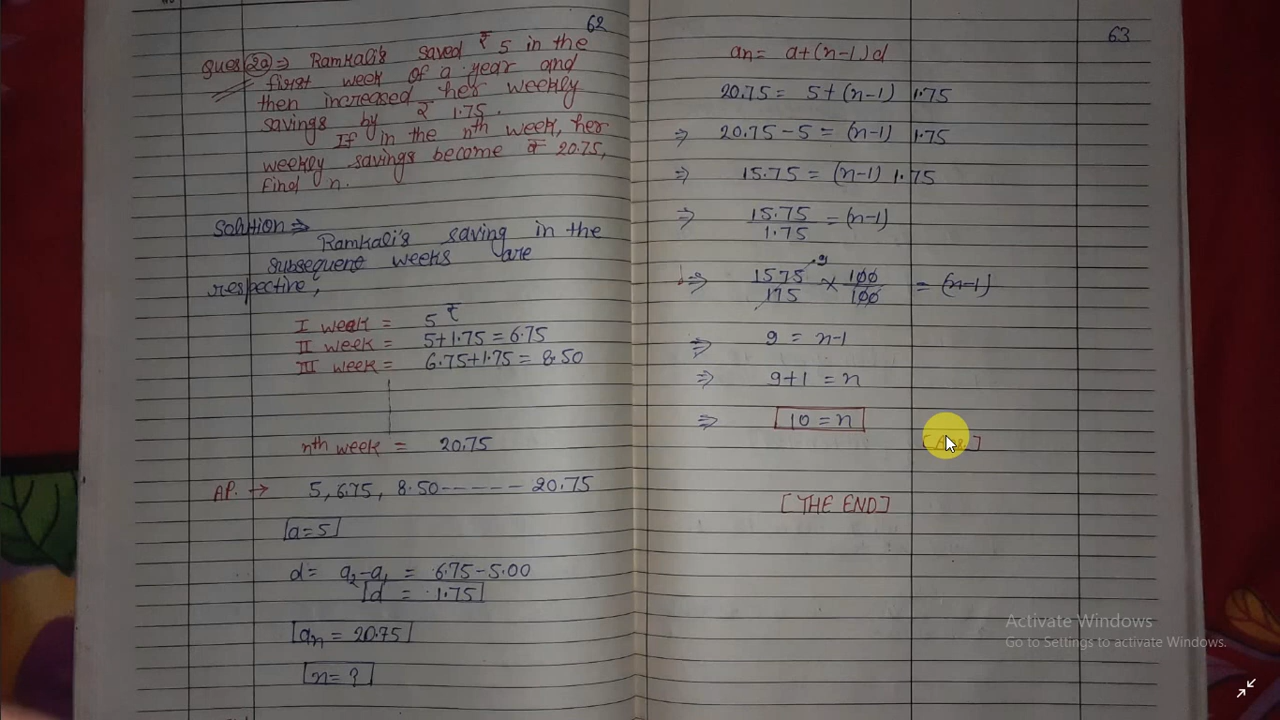 62
Ques 20 ⇒ Ramkali's saved ₹ 5 in the
first week of a year and
then increased her weekly
savings by ₹ 1.75.
If in the nth week, her
weekly savings become ₹ 20.75,
find n.
Solution ⇒
Ramkali's saving in the
subsequent weeks are
respective,
I week = 5 ₹
II week = 5+1.75 = 6.75
III week = 6.75+1.75 = 8.50
nth week = 20.75
AP. → 5, 6.75, 8.50 ------ 20.75
a = 5
d = a₂-a₁ = 6.75-5.00
d = 1.75
an = 20.75
n = ?
63
an = a+(n-1)d
20.75 = 5+(n-1) 1.75
⇒ 20.75-5 = (n-1) 1.75
⇒ 15.75 = (n-1) 1.75
⇒ 15.75/1.75 = (n-1)
⇒ 1575/175 9 × 100/100 = (n-1)
⇒ 9 = n-1
⇒ 9+1 = n
⇒ 10 = n
[Ans]
[THE END]
Activate Windows
Go to Settings to activate Windows.